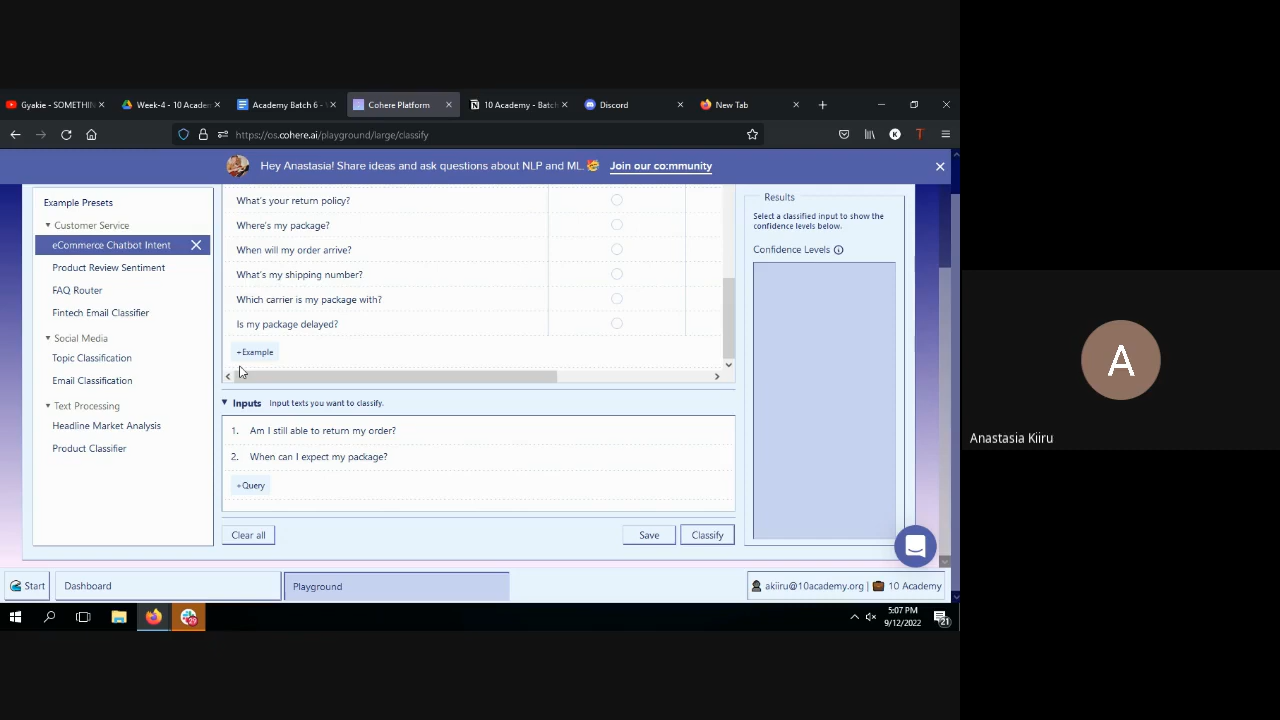 Gyakie - SOMETHIN
Week-4 - 10 Academ
Academy Batch 6 -
Cohere Platform
10 Academy - Batch
Discord
New Tab
https://os.cohere.ai/playground/large/classify
Hey Anastasia! Share ideas and ask questions about NLP and ML. Join our co:mmunity
Example Presets
Customer Service
eCommerce Chatbot Intent
Product Review Sentiment
FAQ Router
Fintech Email Classifier
Social Media
Topic Classification
Email Classification
Text Processing
Headline Market Analysis
Product Classifier
What's your return policy?
Where's my package?
When will my order arrive?
What's my shipping number?
Which carrier is my package with?
Is my package delayed?
+Example
Inputs Input texts you want to classify.
1. Am I still able to return my order?
2. When can I expect my package?
+Query
Clear all
Save
Classify
Results
Select a classified input to show the
confidence levels below.
Confidence Levels
Start
Dashboard
Playground
akiiru@10academy.org | 10 Academy
5:07 PM
9/12/2022
21
29
K
T
A
Anastasia Kiiru